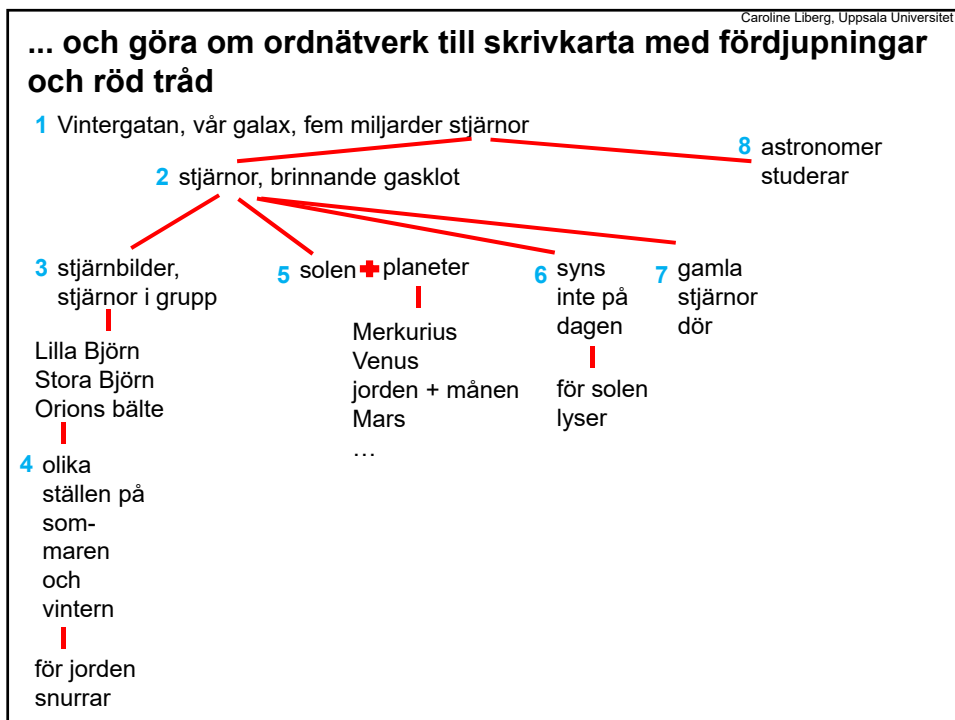 Caroline Liberg, Uppsala Universitet
... och göra om ordnätverk till skrivkarta med fördjupningar
och röd tråd
1 Vintergatan, vår galax, fem miljarder stjärnor
8 astronomer
studerar
2 stjärnor, brinnande gasklot
3 stjärnbilder,
stjärnor i grupp
Lilla Björn
Stora Björn
Orions bälte
4 olika
ställen på
som-
maren
och
vintern
för jorden
snurrar
5 solen + planeter
Merkurius
Venus
jorden + månen
Mars
…
6 syns
inte på
dagen
för solen
lyser
7 gamla
stjärnor
dör